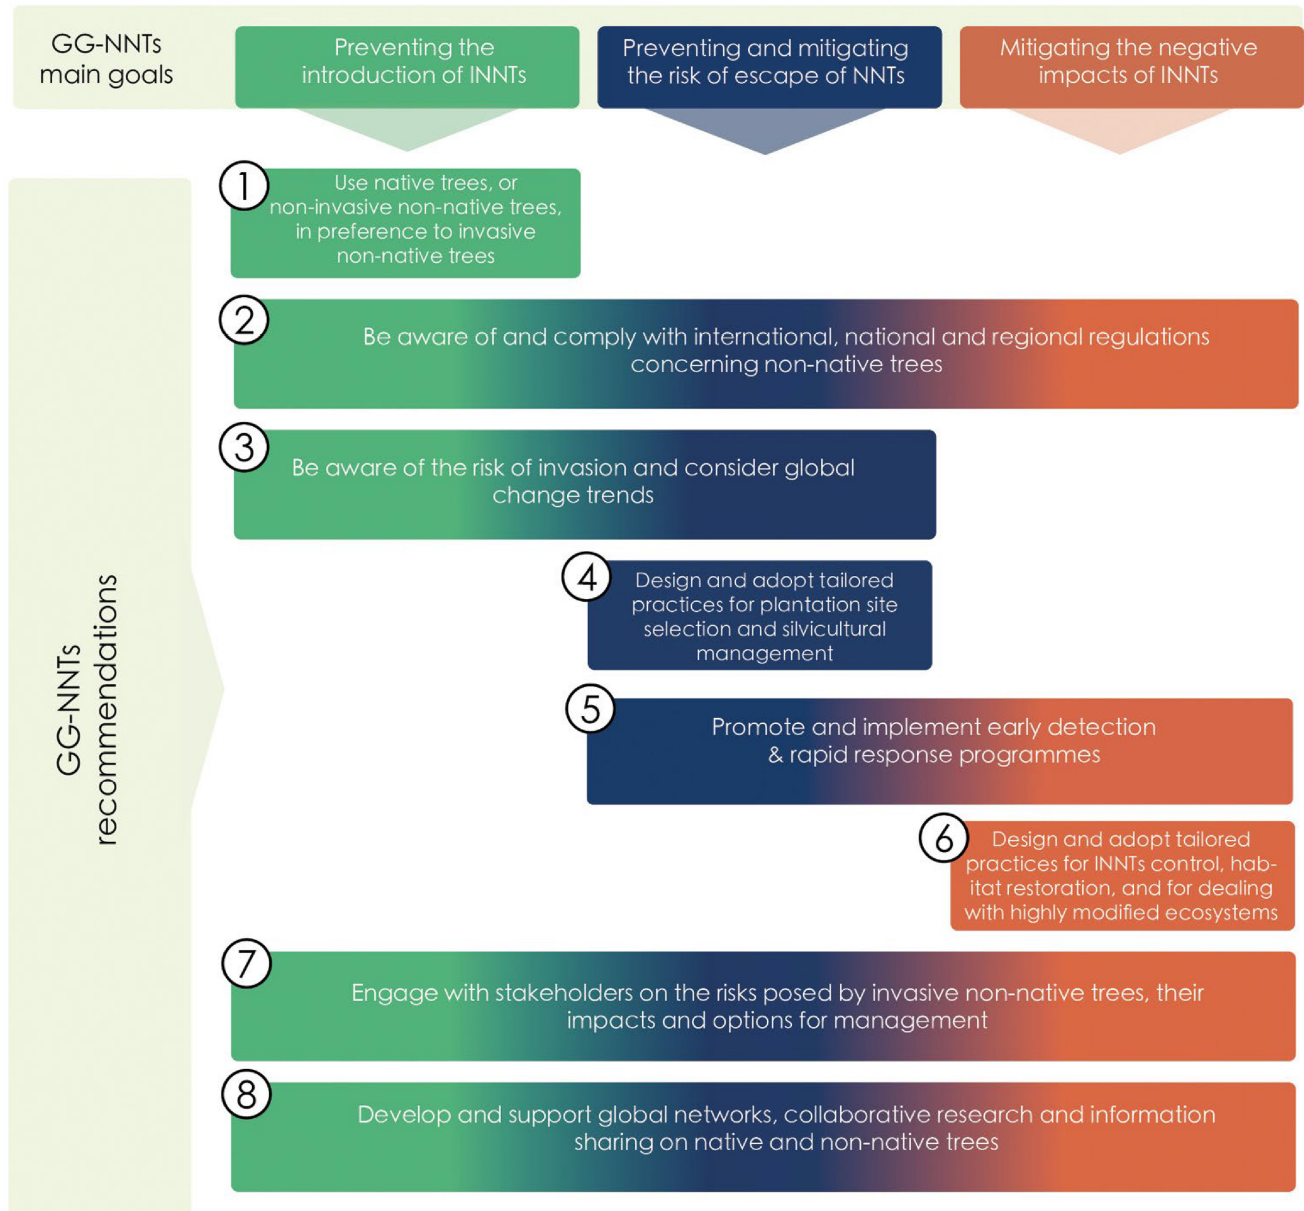 GG-NNTs
main goals
Preventing the
introduction of INNTs
Preventing and mitigating
the risk of escape of NNTs
Mitigating the negative
impacts of INNTs
GG-NNTs
recommendations
1
Use native trees, or
non-invasive non-native trees,
in preference to invasive
non-native trees
2
Be aware of and comply with international, national and regional regulations
concerning non-native trees
3
Be aware of the risk of invasion and consider global
change trends
4
Design and adopt tailored
practices for plantation site
selection and silvicultural
management
5
Promote and implement early detection
& rapid response programmes
6
Design and adopt tailored
practices for INNTs control, hab-
itat restoration, and for dealing
with highly modified ecosystems
7
Engage with stakeholders on the risks posed by invasive non-native trees, their
impacts and options for management
8
Develop and support global networks, collaborative research and information
sharing on native and non-native trees